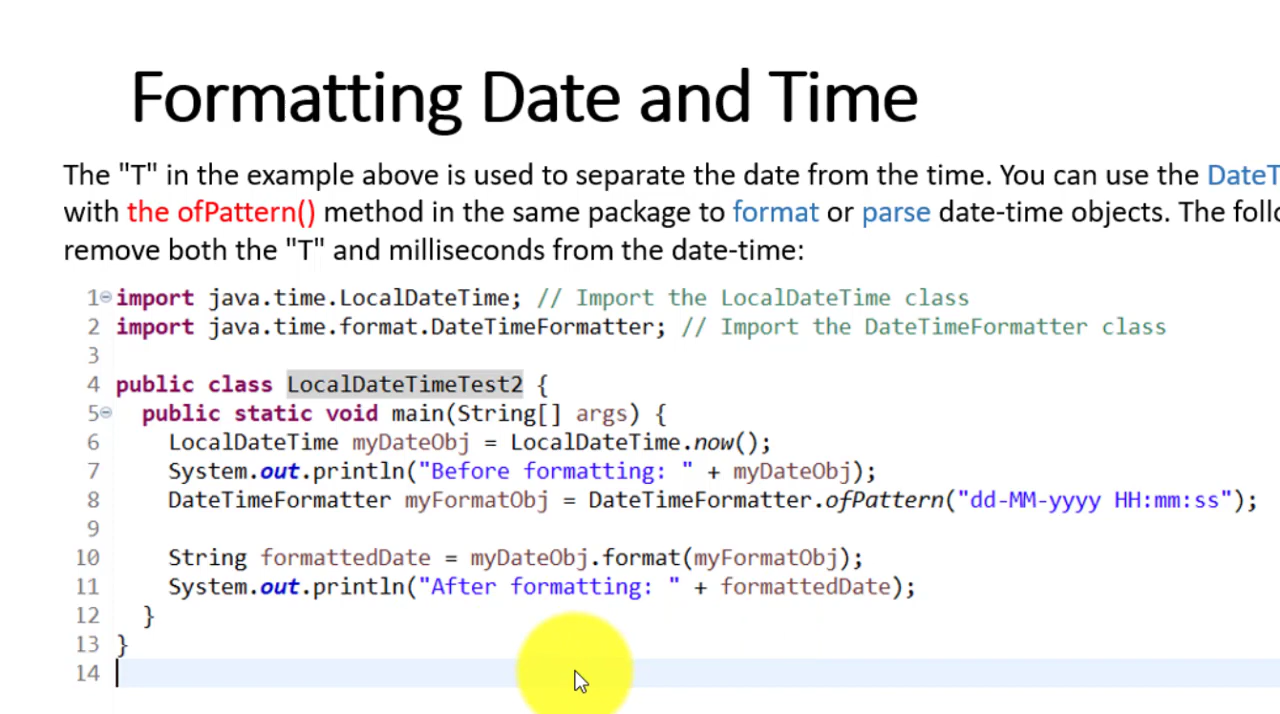 Formatting Date and Time
The "T" in the example above is used to separate the date from the time. You can use the
with the ofPattern() method in the same package to format or parse date-time objects. The
remove both the "T" and milliseconds from the date-time:
1 import java.time.LocalDateTime; // Import the LocalDateTime class
2 import java.time.format.DateTimeFormatter; // Import the DateTimeFormatter class
3
4 public class LocalDateTimeTest2 {
5 public static void main(String[] args) {
6 LocalDateTime myDateObj = LocalDateTime.now();
7 System.out.println("Before formatting: " + myDateObj);
8 DateTimeFormatter myFormatObj = DateTimeFormatter.ofPattern("dd-MM-yyyy HH:mm:ss");
9
10 String formattedDate = myDateObj.format(myFormatObj);
11 System.out.println("After formatting: " + formattedDate);
12 }
13 }
14